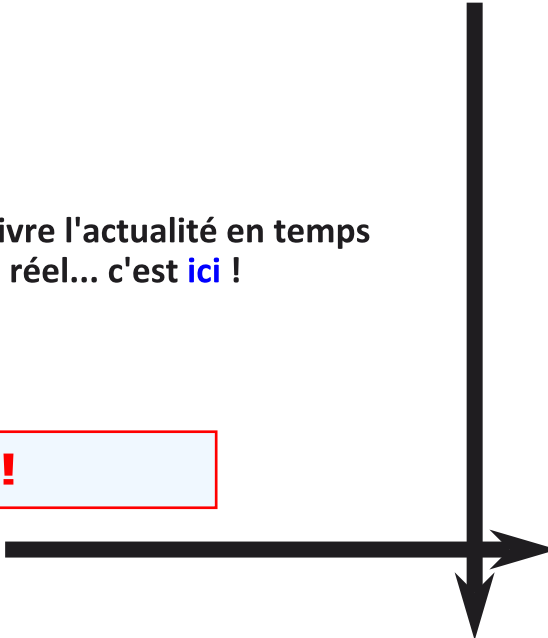 ivre l'actualité en temps
réel... c'est ici !
!